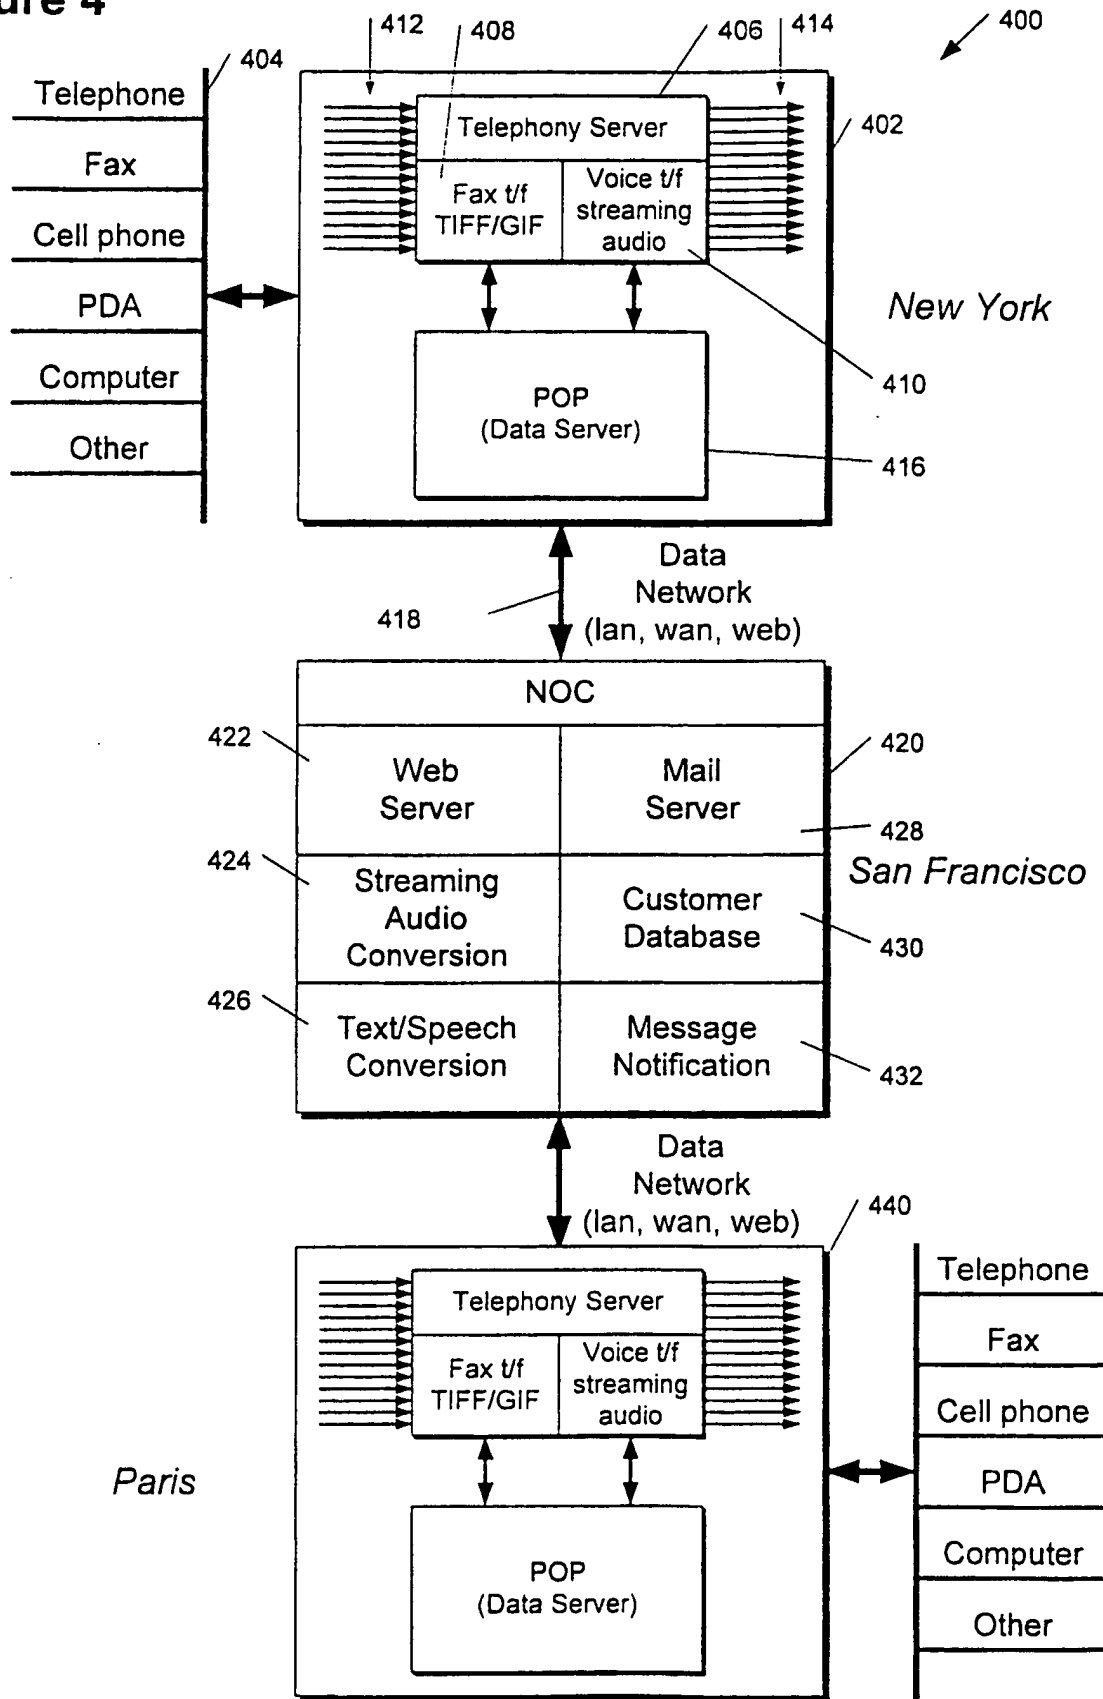 ure 4
412
408
406
414
400
404
402
Telephone
Fax
Cell phone
PDA
Computer
Other
Telephony Server
Fax t/f
TIFF/GIF
Voice t/f
streaming
audio
New York
410
POP
(Data Server)
416
418
Data
Network
(lan, wan, web)
NOC
422
420
Web
Server
Mail
Server
428
424
San Francisco
Streaming
Audio
Conversion
Customer
Database
430
426
Text/Speech
Conversion
Message
Notification
432
Data
Network
(lan, wan, web)
440
Telephony Server
Fax t/f
TIFF/GIF
Voice t/f
streaming
audio
Paris
POP
(Data Server)
Telephone
Fax
Cell phone
PDA
Computer
Other